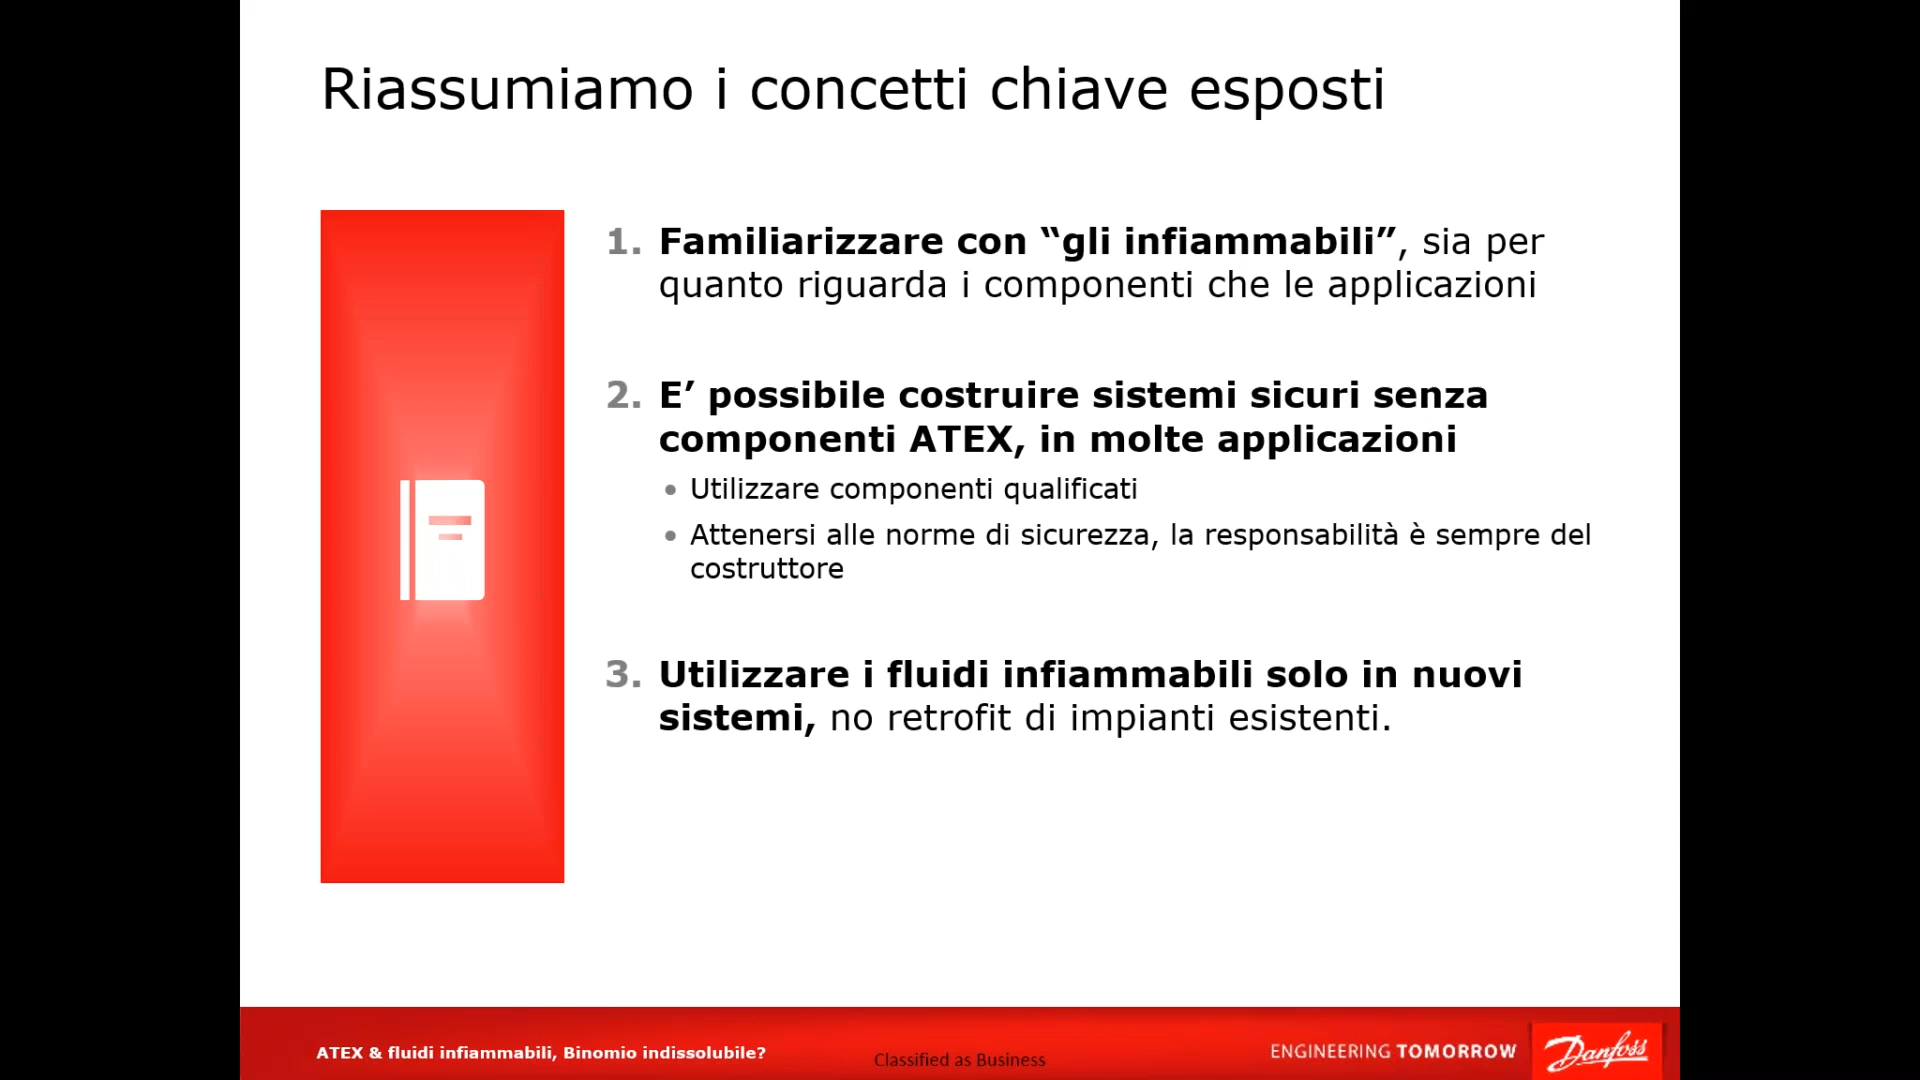 Riassumiamo i concetti chiave esposti
1. Familiarizzare con “gli infiammabili”, sia per
quanto riguarda i componenti che le applicazioni
2. E’ possibile costruire sistemi sicuri senza
componenti ATEX, in molte applicazioni
• Utilizzare componenti qualificati
• Attenersi alle norme di sicurezza, la responsabilità è sempre del
costruttore
3. Utilizzare i fluidi infiammabili solo in nuovi
sistemi, no retrofit di impianti esistenti.
ATEX & fluidi infiammabili, Binomio indissolubile?
Classified as Business
ENGINEERING TOMORROW
Danfoss